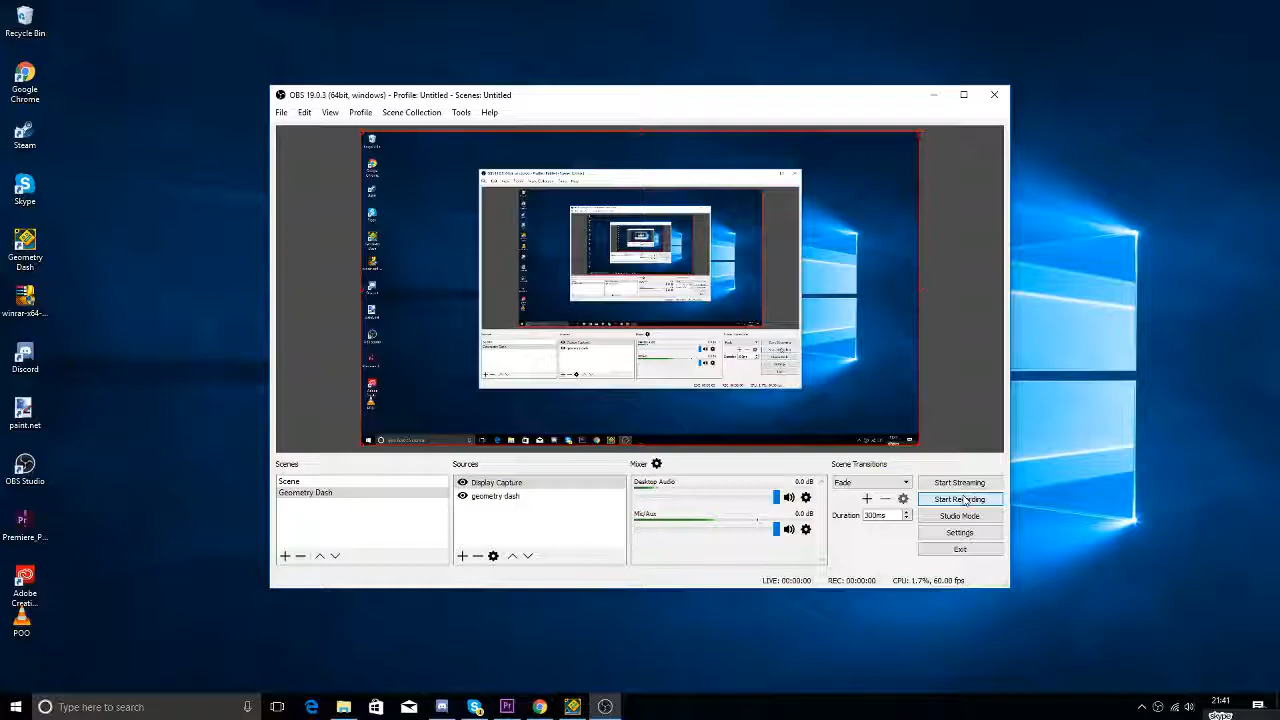 Recycle Bin
Google
Chrome
Steam
Skype
Geometry
Dash
winrar-x64-...
Discord
paint.net
OBS Studio
Premiere_P...
Adobe
Creati...
POO
OBS 19.0.3 (64bit, windows) - Profile: Untitled - Scenes: Untitled
File Edit View Profile Scene Collection Tools Help
Scenes
Scene
Geometry Dash
Sources
Display Capture
geometry dash
Mixer
Desktop Audio 0.0 dB
Mic/Aux 0.0 dB
Scene Transitions
Fade
Duration 300ms
Start Streaming
Start Recording
Studio Mode
Settings
Exit
LIVE: 00:00:00 REC: 00:00:00 CPU: 1.7%, 60.00 fps
Type here to search
Pr
21:41
skype